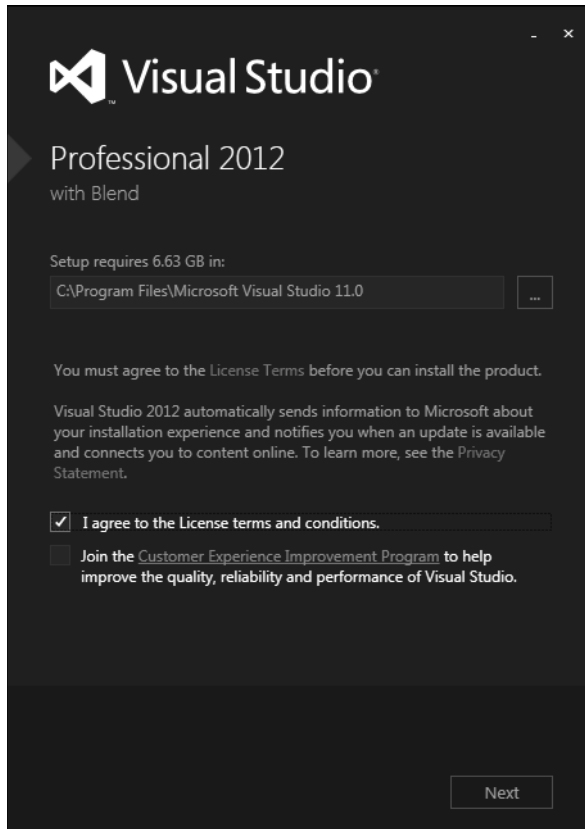 Visual Studio®
™
Professional 2012
with Blend
Setup requires 6.63 GB in:
C:\Program Files\Microsoft Visual Studio 11.0
...
You must agree to the License Terms before you can install the product.
Visual Studio 2012 automatically sends information to Microsoft about
your installation experience and notifies you when an update is available
and connects you to content online. To learn more, see the Privacy
Statement.
I agree to the License terms and conditions.
Join the Customer Experience Improvement Program to help
improve the quality, reliability and performance of Visual Studio.
Next